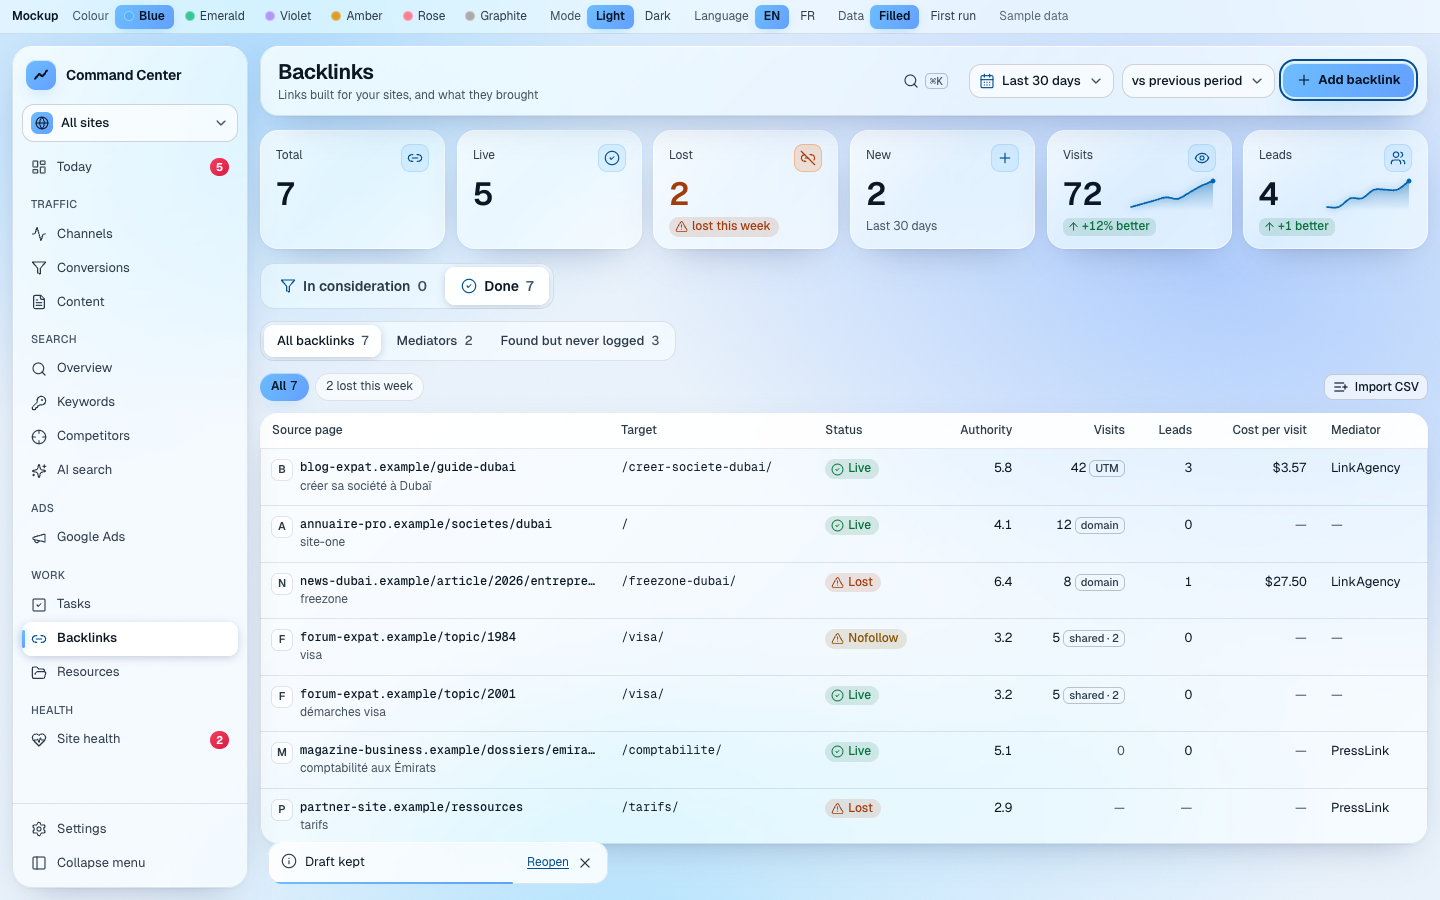 Mockup Colour Blue Emerald Violet Amber Rose Graphite Mode Light Dark Language EN FR Data Filled First run Sample data
Command Center
All sites
Today 5
TRAFFIC
Channels
Conversions
Content
SEARCH
Overview
Keywords
Competitors
AI search
ADS
Google Ads
WORK
Tasks
Backlinks
Resources
HEALTH
Site health 2
Settings
Collapse menu
Backlinks
Links built for your sites, and what they brought
⌘K Last 30 days vs previous period Add backlink
Total
7
Live
5
Lost
2
lost this week
New
2
Last 30 days
Visits
72
+12% better
Leads
4
+1 better
In consideration 0 Done 7
All backlinks 7 Mediators 2 Found but never logged 3
All 7 2 lost this week Import CSV
Source page Target Status Authority Visits Leads Cost per visit Mediator
B blog-expat.example/guide-dubai /creer-societe-dubai/ Live 5.8 42 UTM 3 $3.57 LinkAgency
créer sa société à Dubaï
A annuaire-pro.example/societes/dubai / Live 4.1 12 domain 0 — —
site-one
N news-dubai.example/article/2026/entrepre… /freezone-dubai/ Lost 6.4 8 domain 1 $27.50 LinkAgency
freezone
F forum-expat.example/topic/1984 /visa/ Nofollow 3.2 5 shared · 2 0 — —
visa
F forum-expat.example/topic/2001 /visa/ Live 3.2 5 shared · 2 0 — —
démarches visa
M magazine-business.example/dossiers/emira… /comptabilite/ Live 5.1 0 0 — PressLink
comptabilité aux Émirats
P partner-site.example/ressources /tarifs/ Lost 2.9 — — — PressLink
tarifs
Draft kept Reopen